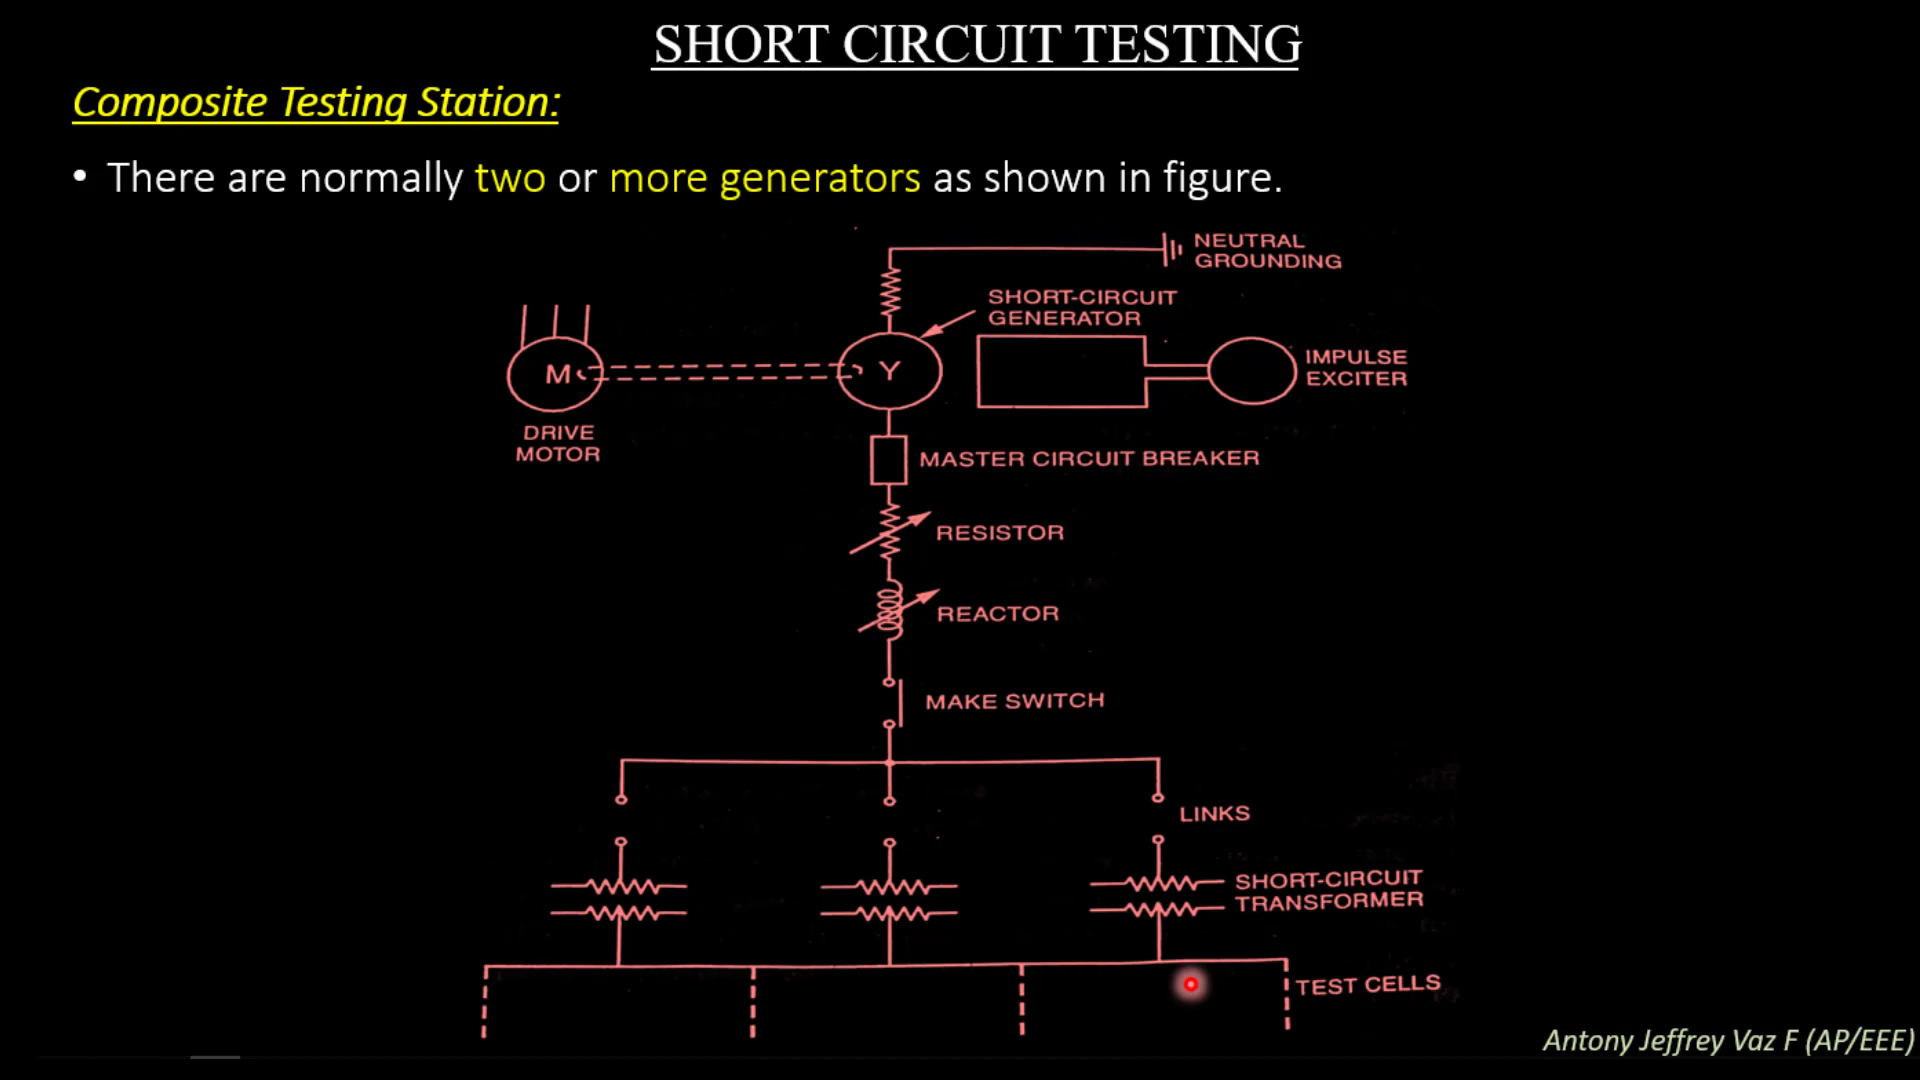 SHORT CIRCUIT TESTING
Composite Testing Station:
• There are normally two or more generators as shown in figure.
NEUTRAL
GROUNDING
SHORT-CIRCUIT
GENERATOR
M
Y
IMPULSE
EXCITER
DRIVE
MOTOR
MASTER CIRCUIT BREAKER
RESISTOR
REACTOR
MAKE SWITCH
LINKS
SHORT-CIRCUIT
TRANSFORMER
TEST CELLS
Antony Jeffrey Vaz F (AP/EEE)